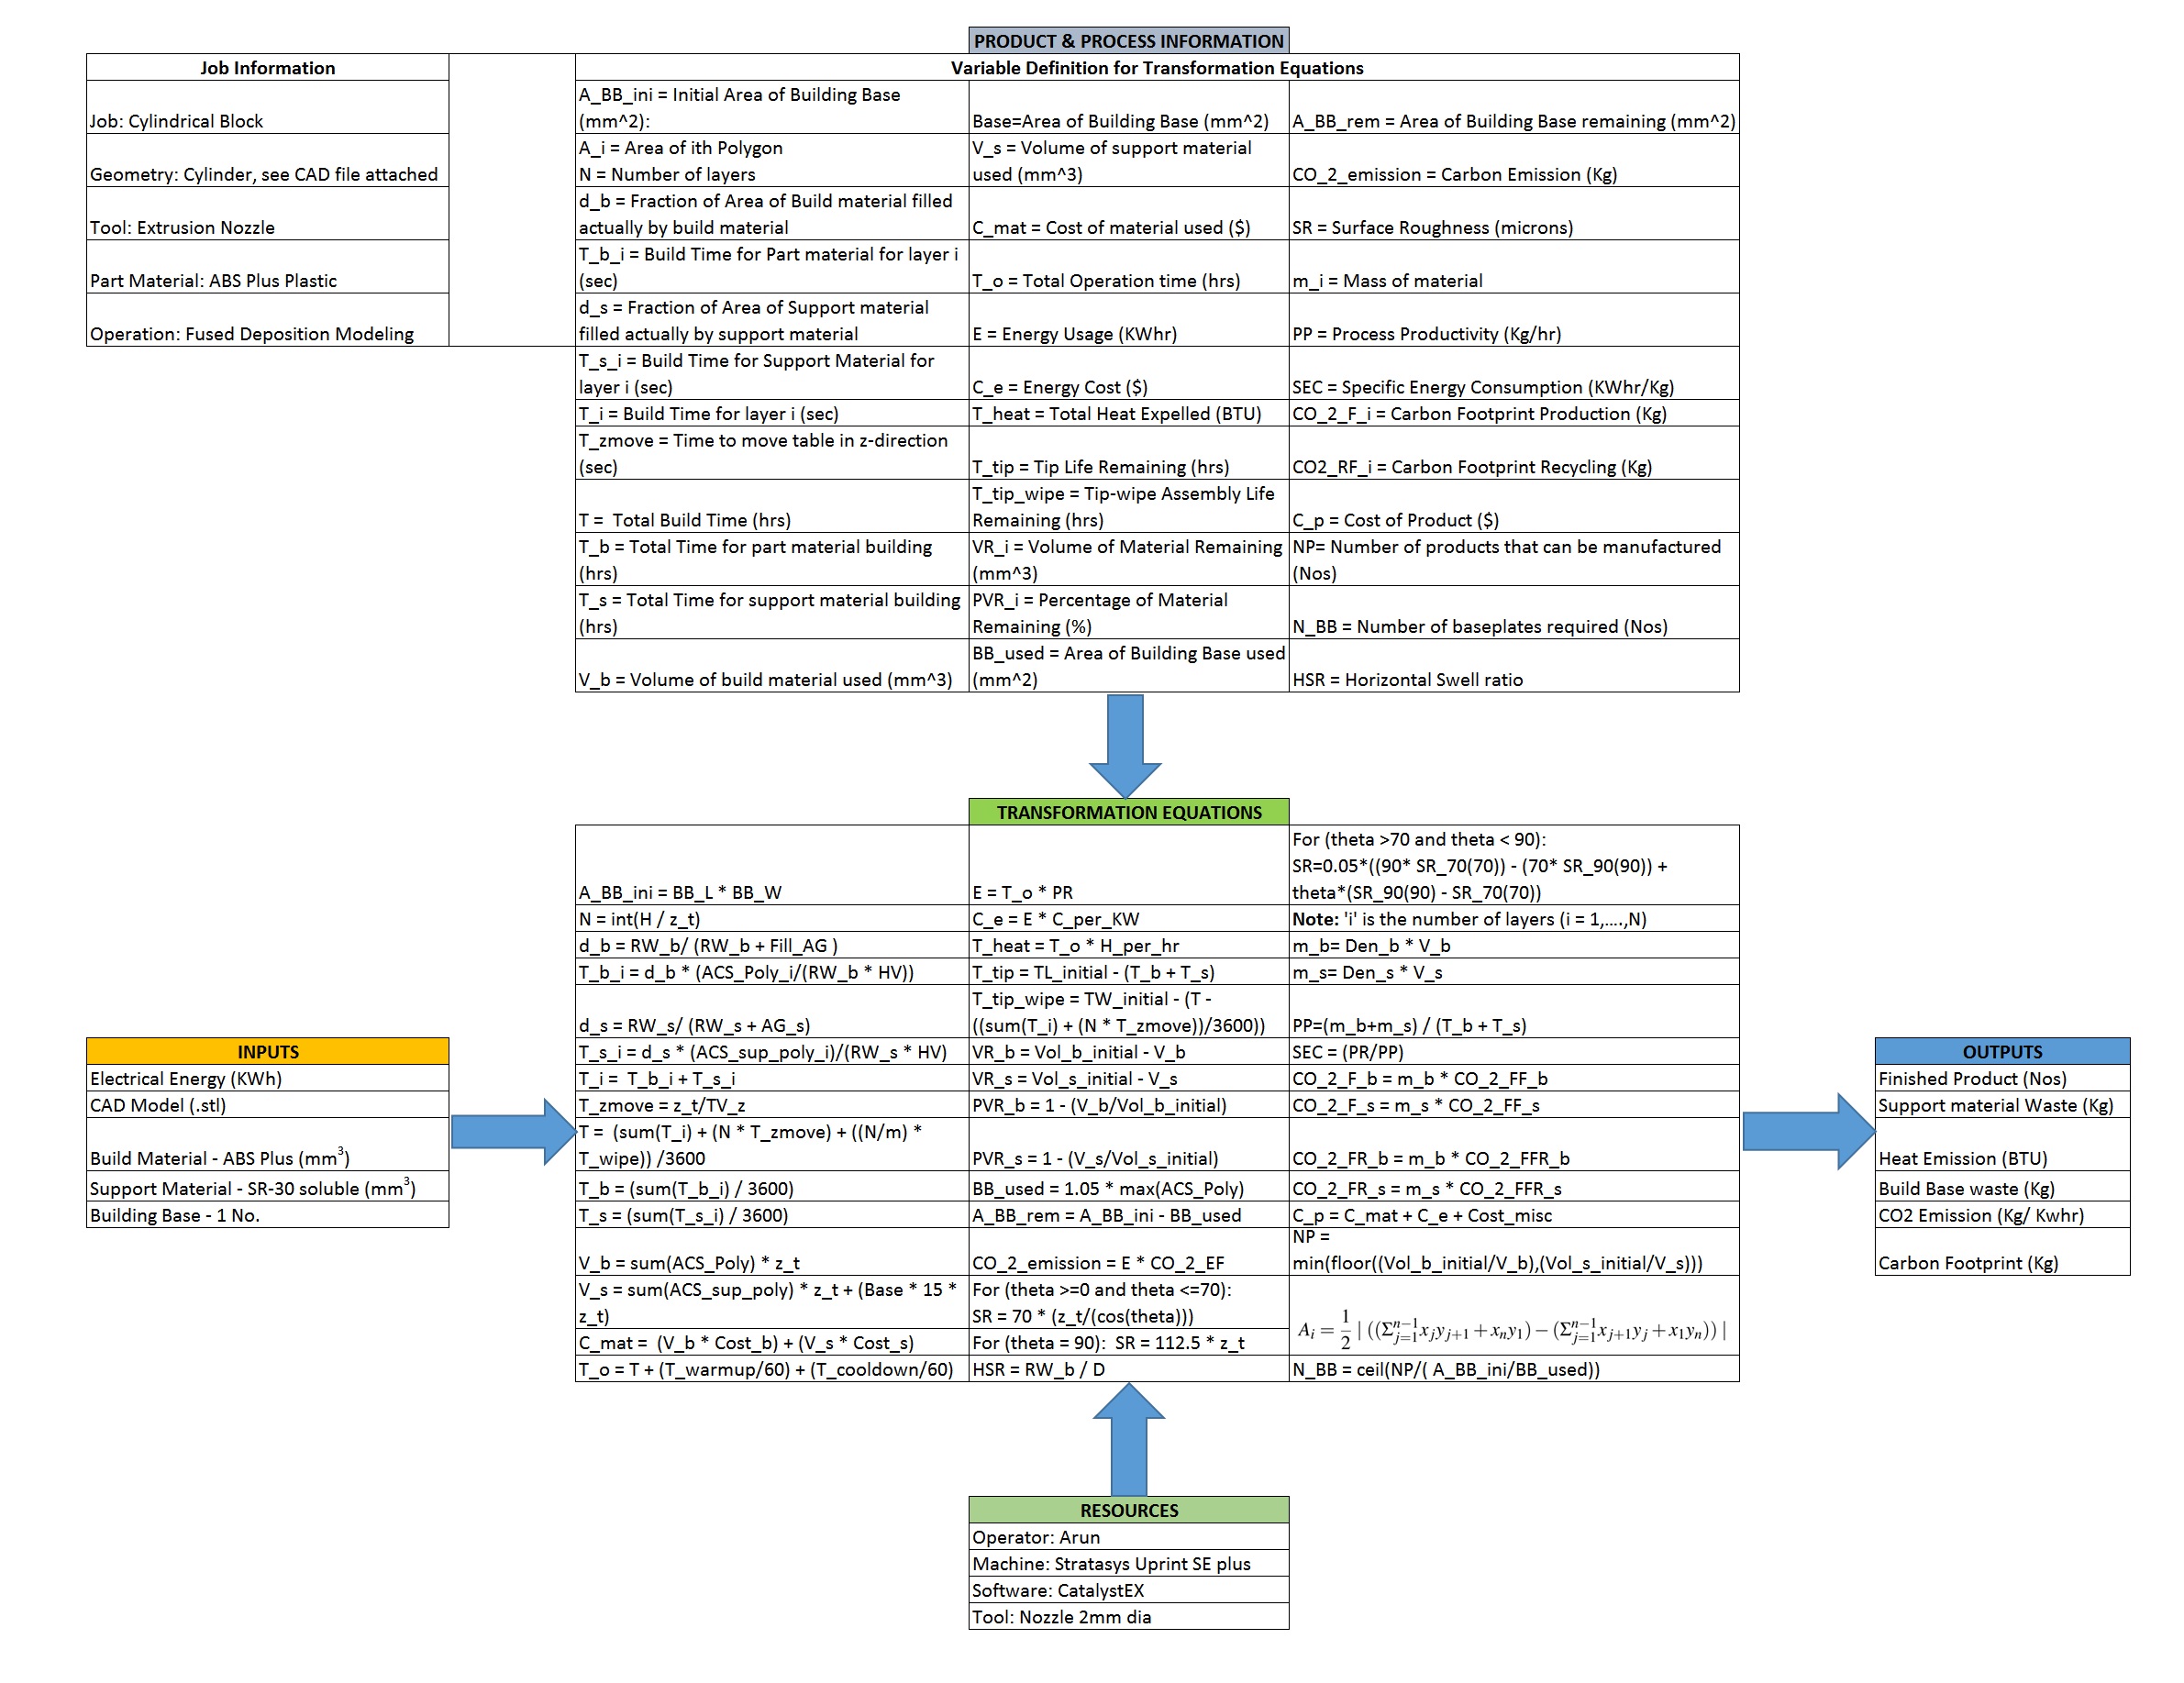 PRODUCT & PROCESS INFORMATION
Job Information
Job: Cylindrical Block
Geometry: Cylinder, see CAD file attached
Tool: Extrusion Nozzle
Part Material: ABS Plus Plastic
Operation: Fused Deposition Modeling
Variable Definition for Transformation Equations
A_BB_ini = Initial Area of Building Base
(mm^2):
Base=Area of Building Base (mm^2)
A_BB_rem = Area of Building Base remaining (mm^2)
A_i = Area of ith Polygon
N = Number of layers
V_s = Volume of support material
used (mm^3)
CO_2_emission = Carbon Emission (Kg)
d_b = Fraction of Area of Build material filled
actually by build material
C_mat = Cost of material used ($)
SR = Surface Roughness (microns)
T_b_i = Build Time for Part material for layer i
(sec)
T_o = Total Operation time (hrs)
m_i = Mass of material
d_s = Fraction of Area of Support material
filled actually by support material
E = Energy Usage (KWhr)
PP = Process Productivity (Kg/hr)
T_s_i = Build Time for Support Material for
layer i (sec)
C_e = Energy Cost ($)
SEC = Specific Energy Consumption (KWhr/Kg)
T_i = Build Time for layer i (sec)
T_heat = Total Heat Expelled (BTU)
CO_2_F_i = Carbon Footprint Production (Kg)
T_zmove = Time to move table in z-direction
(sec)
T_tip = Tip Life Remaining (hrs)
CO2_RF_i = Carbon Footprint Recycling (Kg)
T =  Total Build Time (hrs)
T_tip_wipe = Tip-wipe Assembly Life
Remaining (hrs)
C_p = Cost of Product ($)
T_b = Total Time for part material building
(hrs)
VR_i = Volume of Material Remaining
(mm^3)
NP= Number of products that can be manufactured
(Nos)
T_s = Total Time for support material building
(hrs)
PVR_i = Percentage of Material
Remaining (%)
N_BB = Number of baseplates required (Nos)
V_b = Volume of build material used (mm^3)
BB_used = Area of Building Base used
(mm^2)
HSR = Horizontal Swell ratio
TRANSFORMATION EQUATIONS
A_BB_ini = BB_L * BB_W
E = T_o * PR
For (theta >70 and theta < 90):
SR=0.05*((90* SR_70(70)) - (70* SR_90(90)) +
theta*(SR_90(90) - SR_70(70))
N = int(H / z_t)
C_e = E * C_per_KW
Note: 'i' is the number of layers (i = 1,....,N)
d_b = RW_b/ (RW_b + Fill_AG )
T_heat = T_o * H_per_hr
m_b= Den_b * V_b
T_b_i = d_b * (ACS_Poly_i/(RW_b * HV))
T_tip = TL_initial - (T_b + T_s)
m_s= Den_s * V_s
d_s = RW_s/ (RW_s + AG_s)
T_tip_wipe = TW_initial - (T -
((sum(T_i) + (N * T_zmove))/3600))
PP=(m_b+m_s) / (T_b + T_s)
T_s_i = d_s * (ACS_sup_poly_i)/(RW_s * HV)
VR_b = Vol_b_initial - V_b
SEC = (PR/PP)
T_i =  T_b_i + T_s_i
VR_s = Vol_s_initial - V_s
CO_2_F_b = m_b * CO_2_FF_b
T_zmove = z_t/TV_z
PVR_b = 1 - (V_b/Vol_b_initial)
CO_2_F_s = m_s * CO_2_FF_s
T =  (sum(T_i) + (N * T_zmove) + ((N/m) *
T_wipe)) /3600
PVR_s = 1 - (V_s/Vol_s_initial)
CO_2_FR_b = m_b * CO_2_FFR_b
T_b = (sum(T_b_i) / 3600)
BB_used = 1.05 * max(ACS_Poly)
CO_2_FR_s = m_s * CO_2_FFR_s
T_s = (sum(T_s_i) / 3600)
A_BB_rem = A_BB_ini - BB_used
C_p = C_mat + C_e + Cost_misc
V_b = sum(ACS_Poly) * z_t
CO_2_emission = E * CO_2_EF
NP =
min(floor((Vol_b_initial/V_b),(Vol_s_initial/V_s)))
V_s = sum(ACS_sup_poly) * z_t + (Base * 15 *
z_t)
For (theta >=0 and theta <=70):
SR = 70 * (z_t/(cos(theta)))
A_i = 1/2 | ((Σ_{j=1}^{n-1} x_j y_{j+1} + x_n y_1) − (Σ_{j=1}^{n-1} x_{j+1} y_j + x_1 y_n)) |
C_mat =  (V_b * Cost_b) + (V_s * Cost_s)
For (theta = 90):  SR = 112.5 * z_t
T_o = T + (T_warmup/60) + (T_cooldown/60)
HSR = RW_b / D
N_BB = ceil(NP/( A_BB_ini/BB_used))
INPUTS
Electrical Energy (KWh)
CAD Model (.stl)
Build Material - ABS Plus (mm³)
Support Material - SR-30 soluble (mm³)
Building Base - 1 No.
OUTPUTS
Finished Product (Nos)
Support material Waste (Kg)
Heat Emission (BTU)
Build Base waste (Kg)
CO2 Emission (Kg/ Kwhr)
Carbon Footprint (Kg)
RESOURCES
Operator: Arun
Machine: Stratasys Uprint SE plus
Software: CatalystEX
Tool: Nozzle 2mm dia